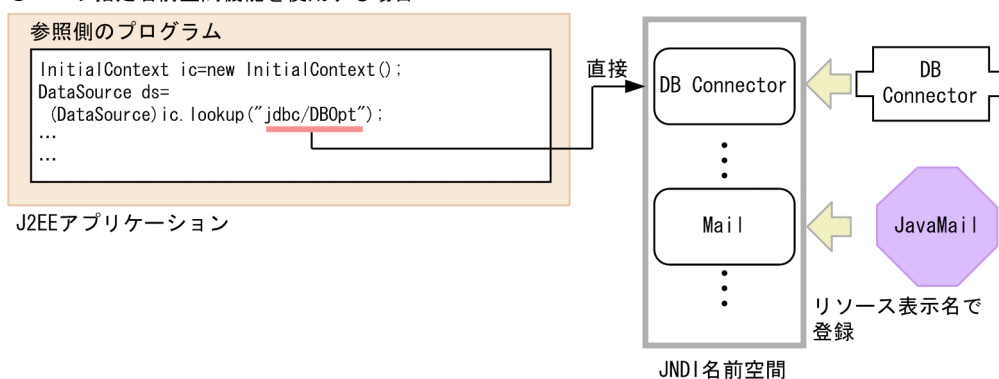 参照側のプログラム
InitialContext ic=new InitialContext();
DataSource ds=
(DataSource)ic.lookup("jdbc/DBOpt");
…
…
J2EEアプリケーション
直接
DB Connector
Mail
JNDI名前空間
DB
Connector
JavaMail
リソース表示名で
登録